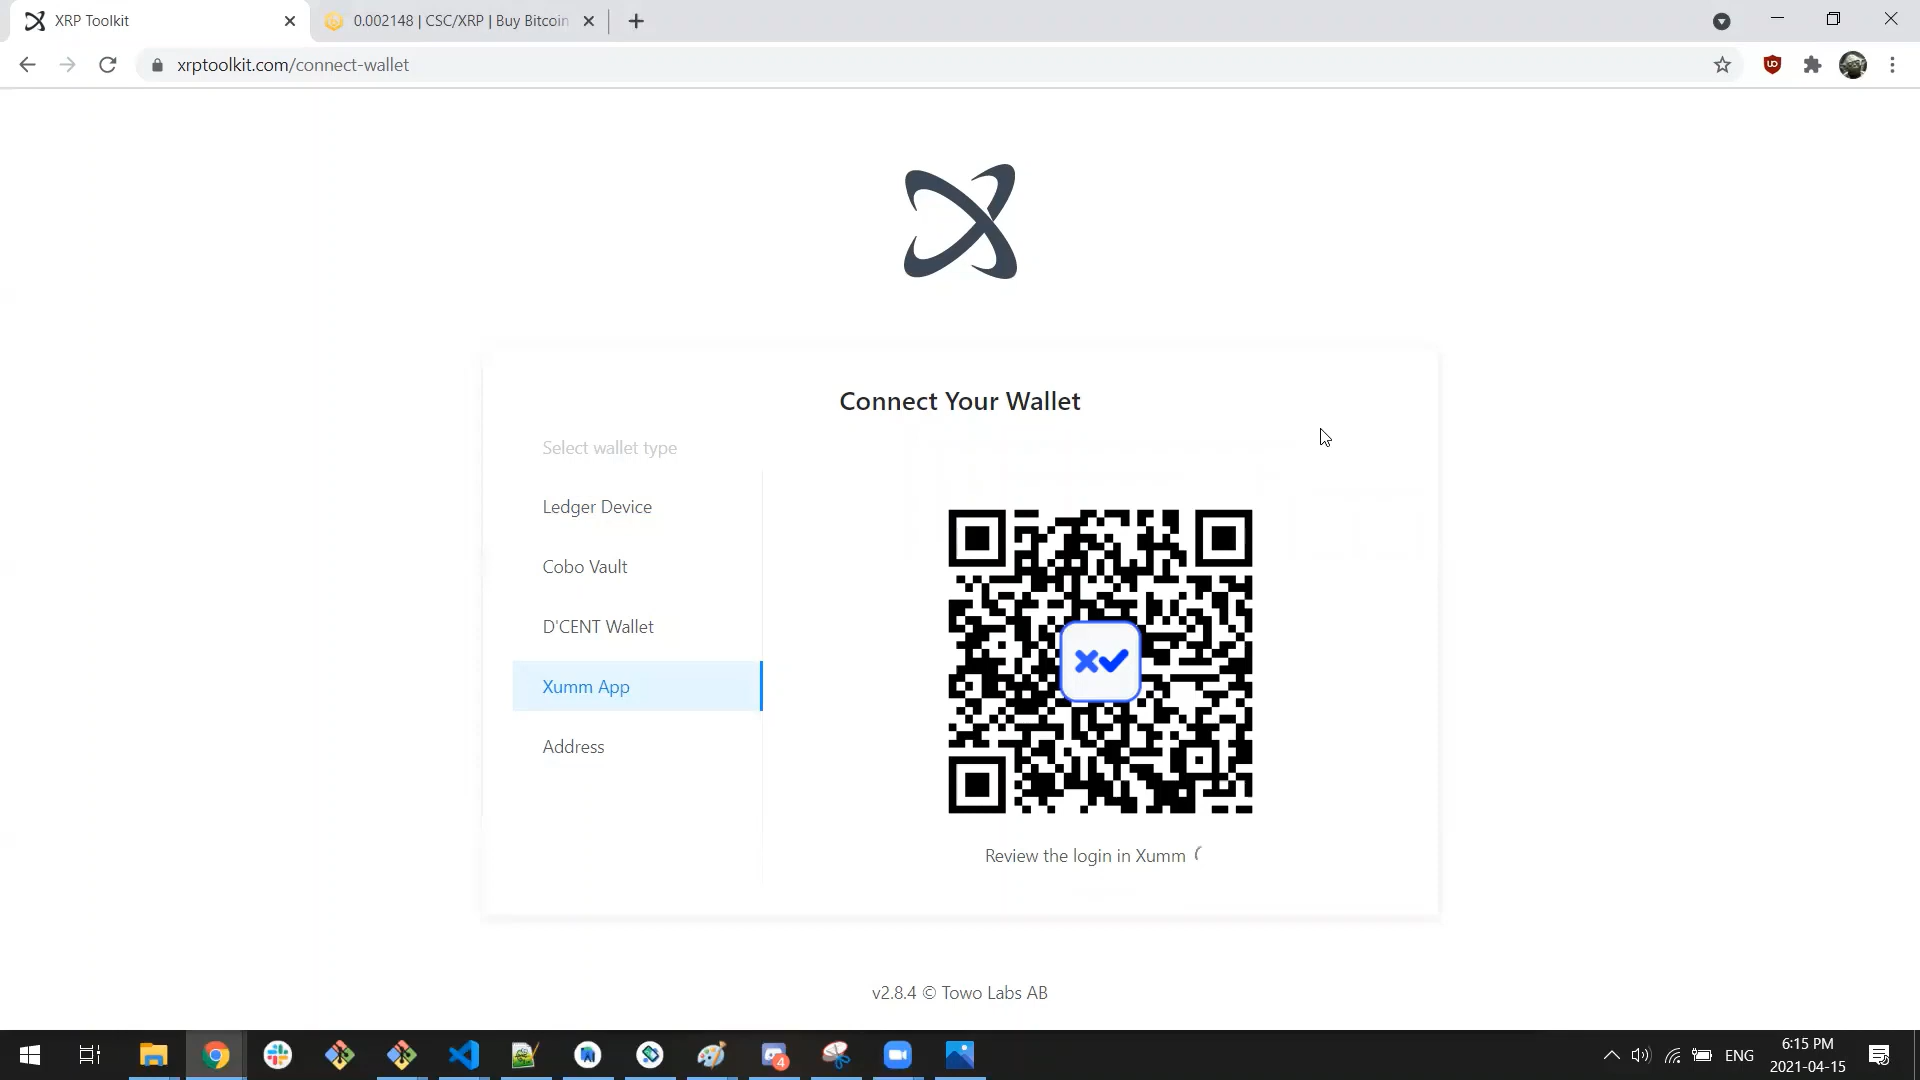 XRP Toolkit
0.002148 | CSC/XRP | Buy Bitcoin
xrptoolkit.com/connect-wallet
Connect Your Wallet
Select wallet type
Ledger Device
Cobo Vault
D'CENT Wallet
Xumm App
Address
Review the login in Xumm
v2.8.4 © Towo Labs AB
4
ENG
6:15 PM
2021-04-15